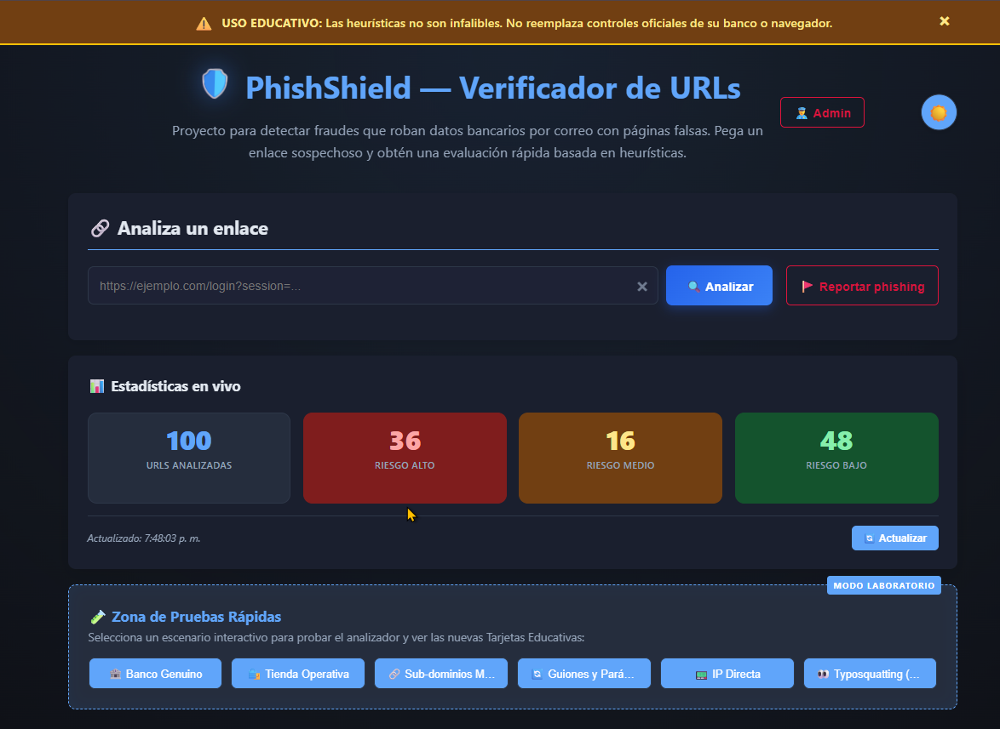 USO EDUCATIVO: Las heurísticas no son infalibles. No reemplaza controles oficiales de su banco o navegador.
PhishShield — Verificador de URLs
Admin
Proyecto para detectar fraudes que roban datos bancarios por correo con páginas falsas. Pega un
enlace sospechoso y obtén una evaluación rápida basada en heurísticas.
Analiza un enlace
https://ejemplo.com/login?session=...
Analizar
Reportar phishing
Estadísticas en vivo
100
URLS ANALIZADAS
36
RIESGO ALTO
16
RIESGO MEDIO
48
RIESGO BAJO
Actualizado: 7:48:03 p. m.
Actualizar
MODO LABORATORIO
Zona de Pruebas Rápidas
Selecciona un escenario interactivo para probar el analizador y ver las nuevas Tarjetas Educativas:
Banco Genuino
Tienda Operativa
Sub-dominios M...
Guiones y Pará...
IP Directa
Typosquatting (...